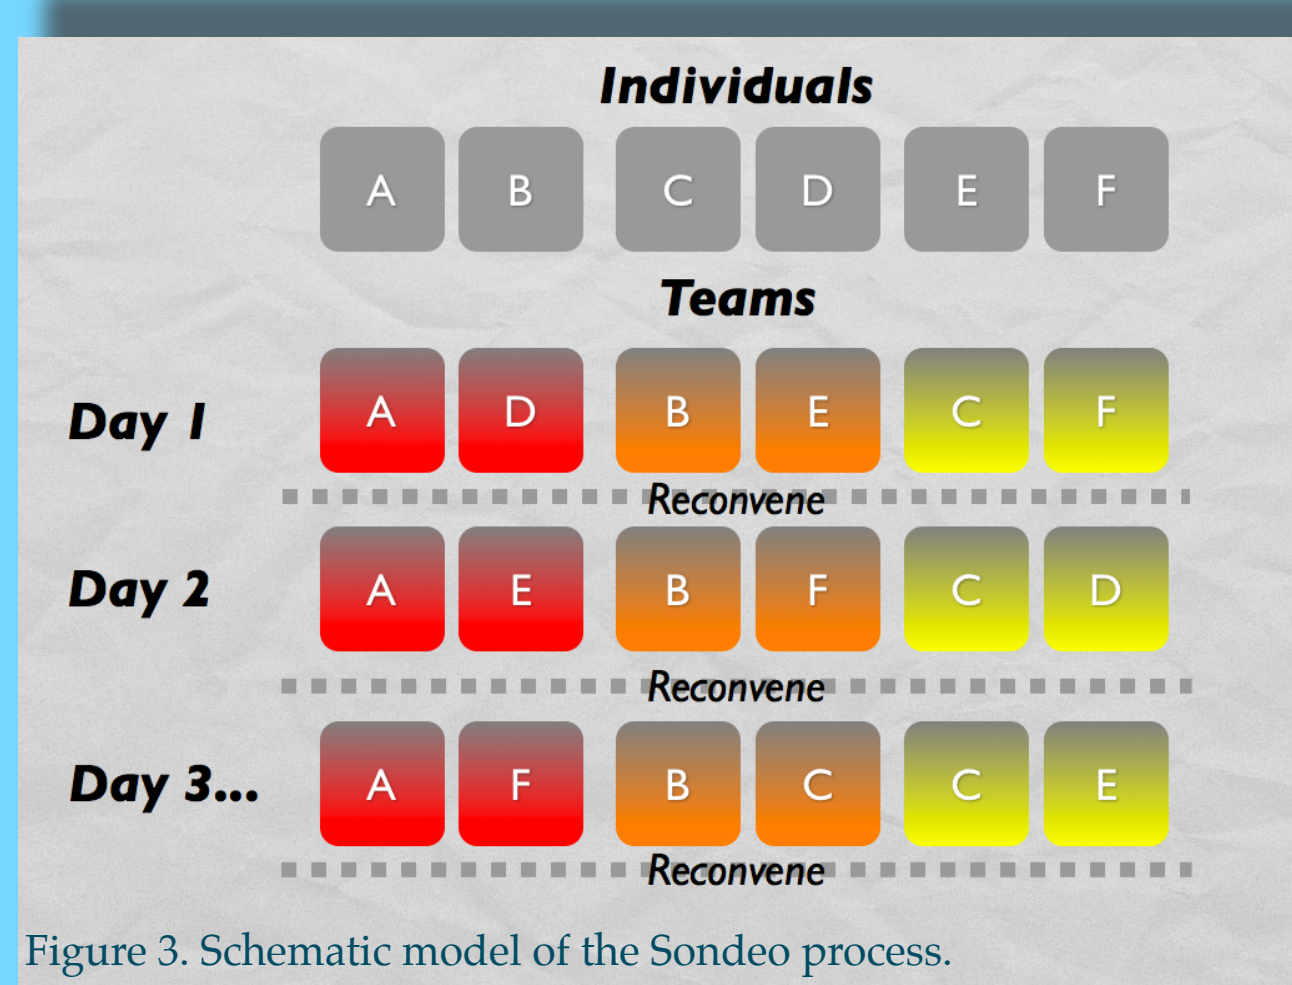 Individuals
A B C D E F
Teams
Day 1 A D B E C F
Reconvene
Day 2 A E B F C D
Reconvene
Day 3... A F B C C E
Reconvene
Figure 3. Schematic model of the Sondeo process.